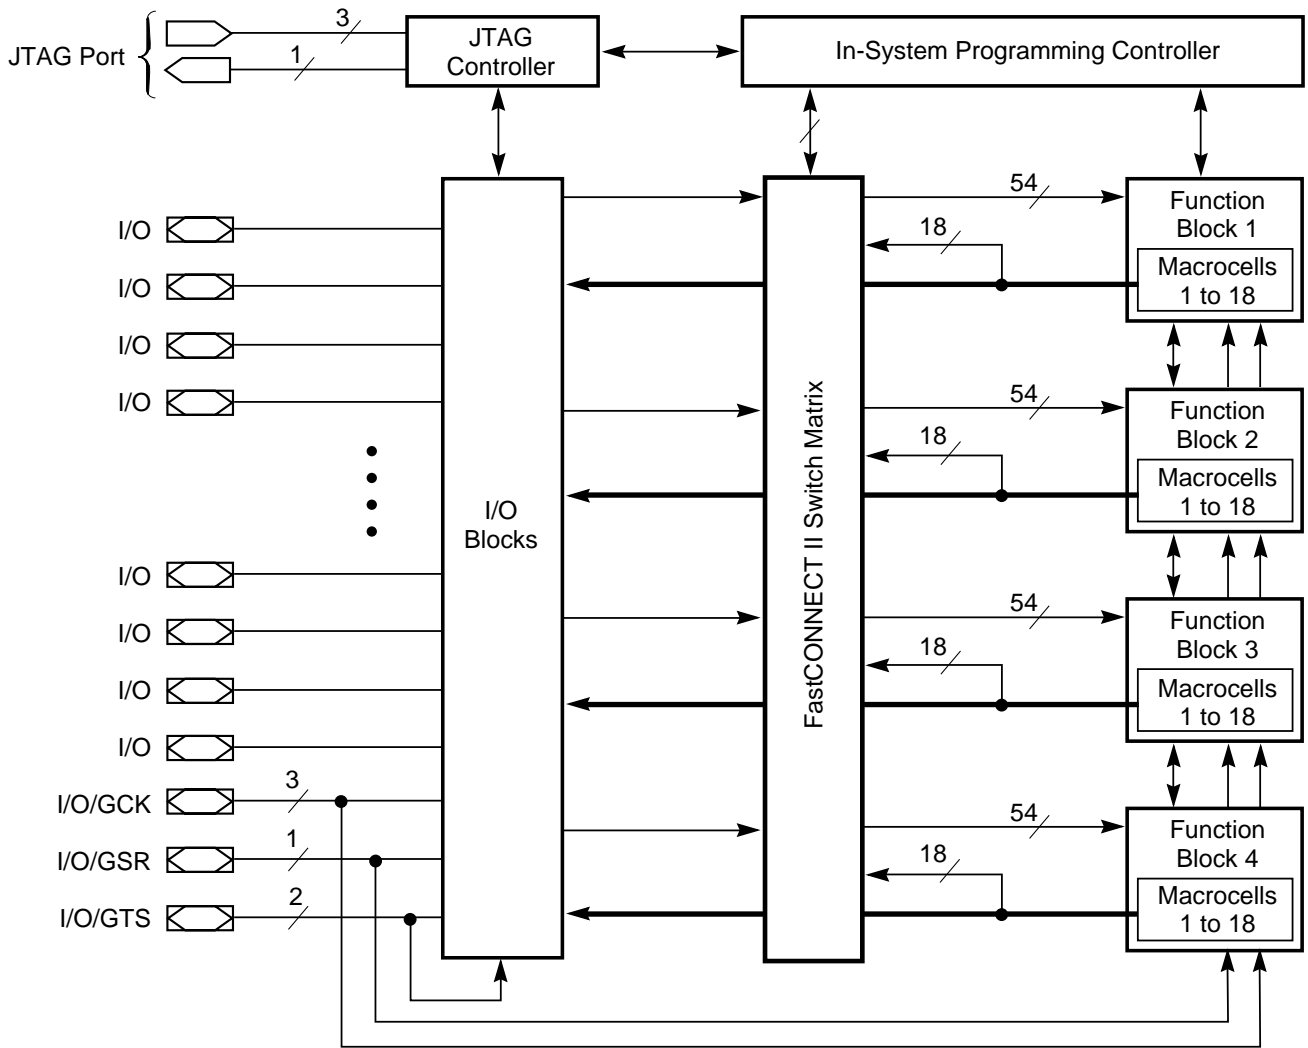 JTAG Port
3
1
JTAG
Controller
In-System Programming Controller
I/O
I/O
I/O
I/O
I/O
I/O
I/O
I/O
I/O/GCK
3
I/O/GSR
1
I/O/GTS
2
I/O
Blocks
FastCONNECT II Switch Matrix
54
18
Function
Block 1
Macrocells
1 to 18
54
18
Function
Block 2
Macrocells
1 to 18
54
18
Function
Block 3
Macrocells
1 to 18
54
18
Function
Block 4
Macrocells
1 to 18